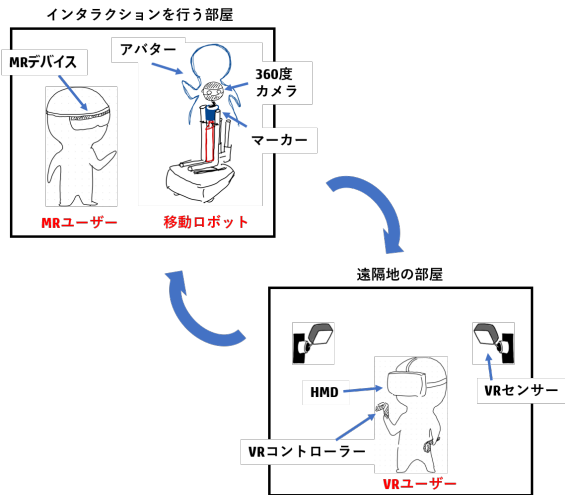 インタラクションを行う部屋
アバター
MRデバイス
360度
カメラ
マーカー
MRユーザー
移動ロボット
遠隔地の部屋
HMD
VRセンサー
VRコントローラー
VRユーザー